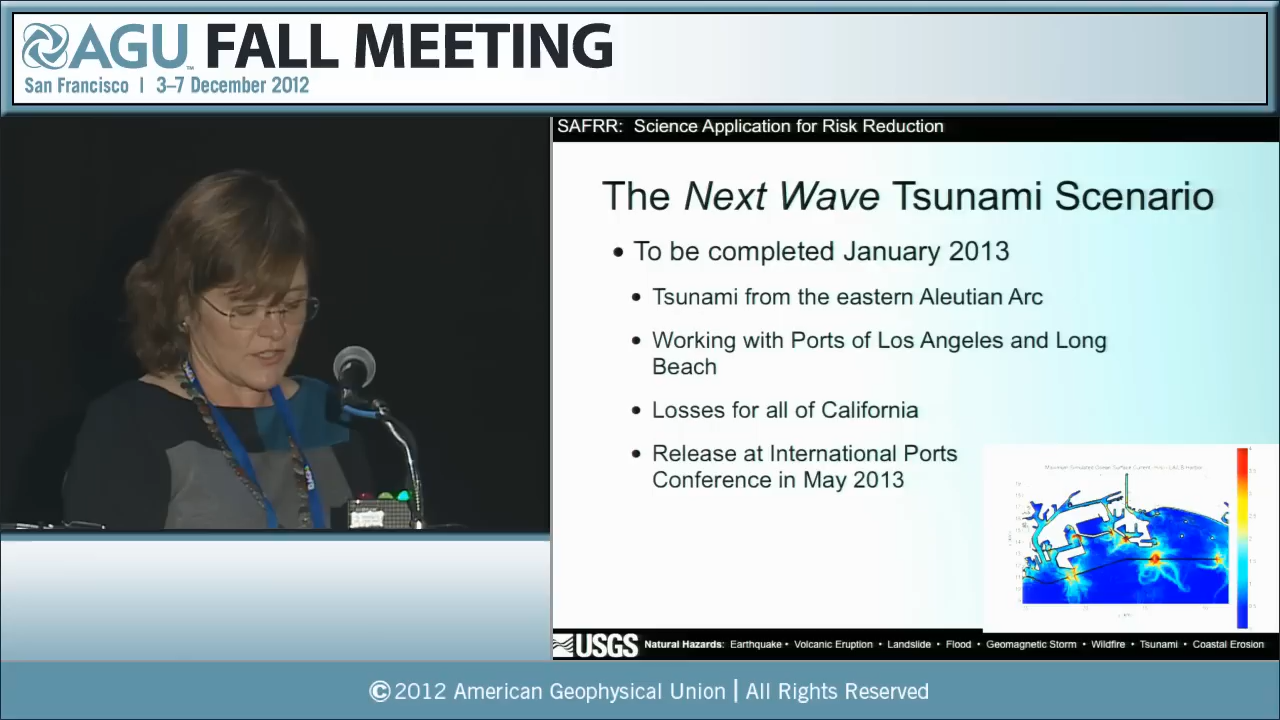 AGU FALL MEETING
San Francisco | 3–7 December 2012
SAFRR: Science Application for Risk Reduction
The Next Wave Tsunami Scenario
• To be completed January 2013
• Tsunami from the eastern Aleutian Arc
• Working with Ports of Los Angeles and Long
Beach
• Losses for all of California
• Release at International Ports
Conference in May 2013
USGS Natural Hazards: Earthquake • Volcanic Eruption • Landslide • Flood • Geomagnetic Storm • Wildfire • Tsunami • Coastal Erosion
©2012 American Geophysical Union | All Rights Reserved